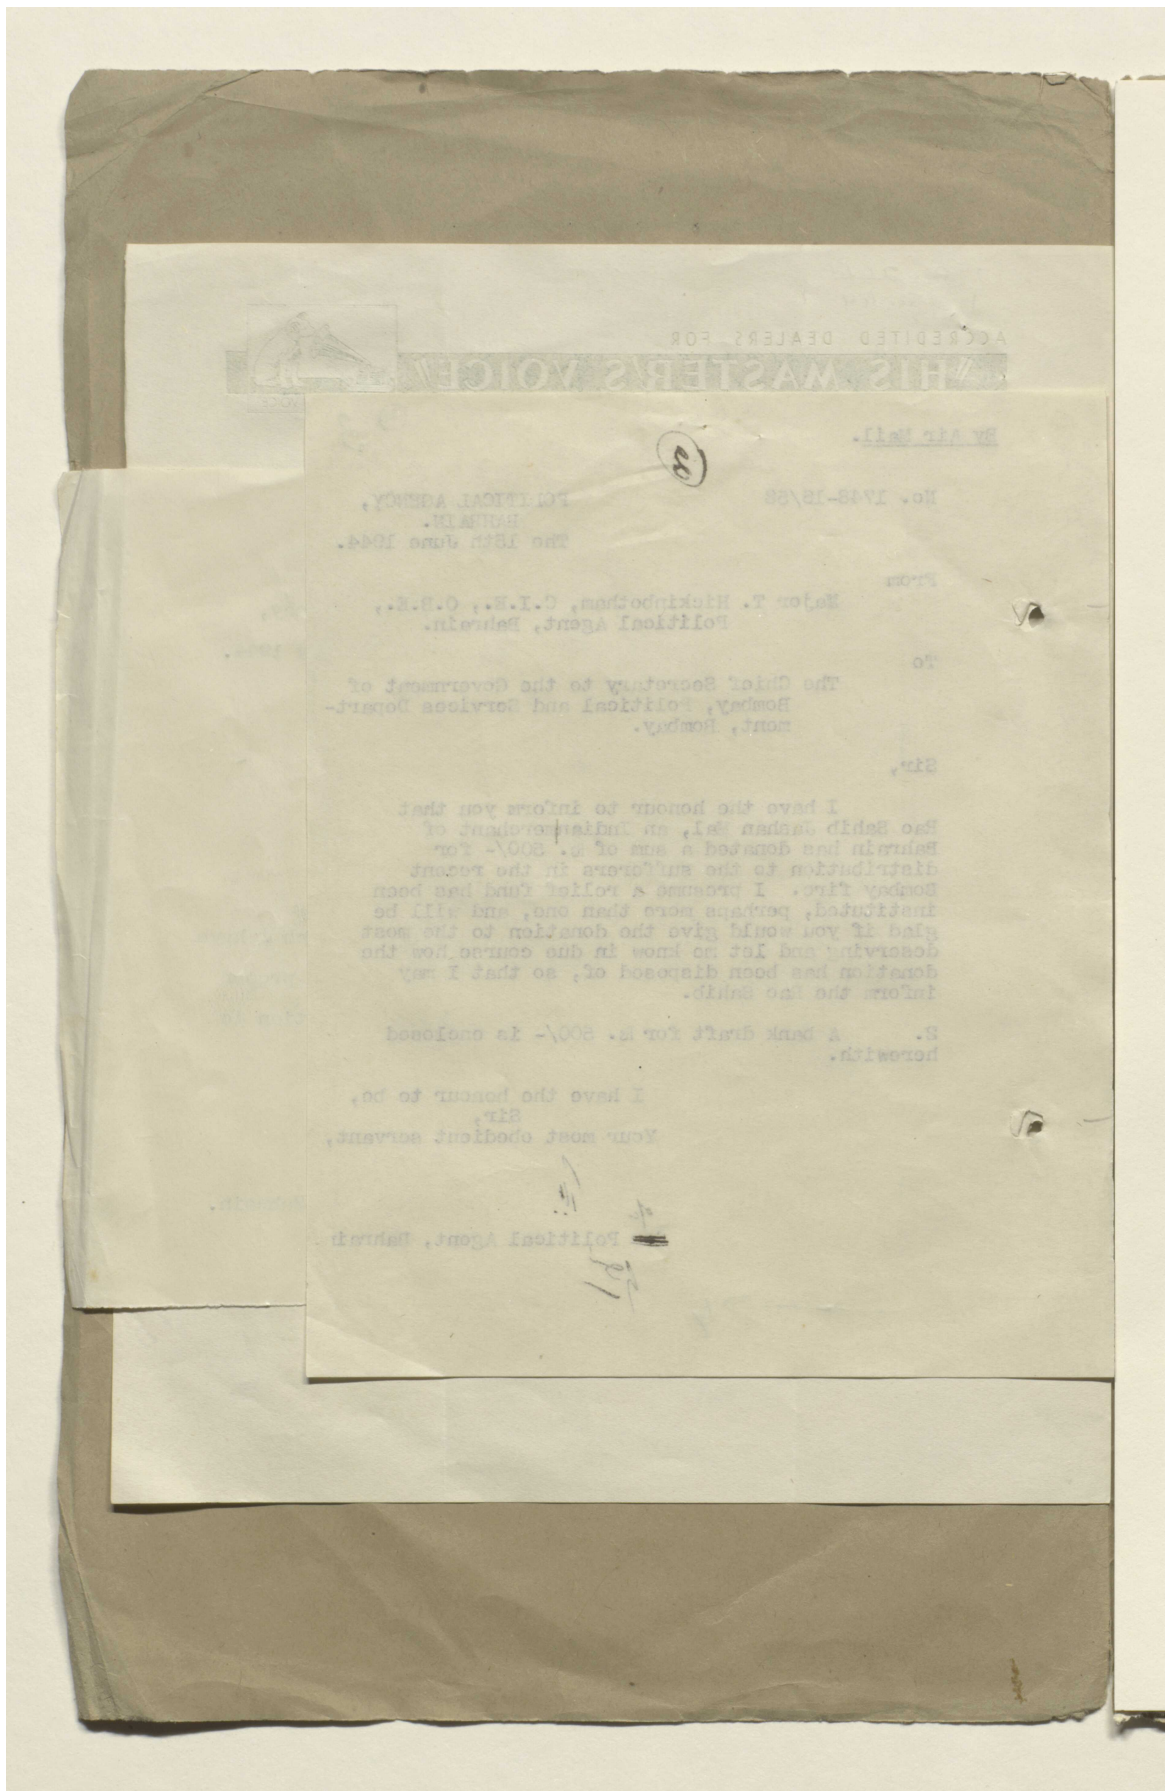 ACCREDITED DEALERS FOR
"HIS MASTER'S VOICE"
By Air Mail.
No. 1748-18/68
POLITICAL AGENCY,
BAHRAIN.
The 18th June 1944.
From
Major T. Hickinbotham, C.I.E., O.B.E.,
Political Agent, Bahrain.
To
The Chief Secretary to the Government of
Bombay, Political and Services Depart-
ment, Bombay.
Sir,
I have the honour to inform you that
Rao Sahib Jashan Mal, an Indian merchant of
Bahrain has donated a sum of Rs. 500/- for
distribution to the sufferers in the recent
Bombay fire. I presume a relief fund has been
instituted, perhaps more than one, and will be
glad if you would give the donation to the most
deserving and let me know in due course how the
donation has been disposed of, so that I may
inform the Rao Sahib.
2. A bank draft for Rs. 500/- is enclosed
herewith.
I have the honour to be,
Sir,
Your most obedient servant,
Political Agent, Bahrain.